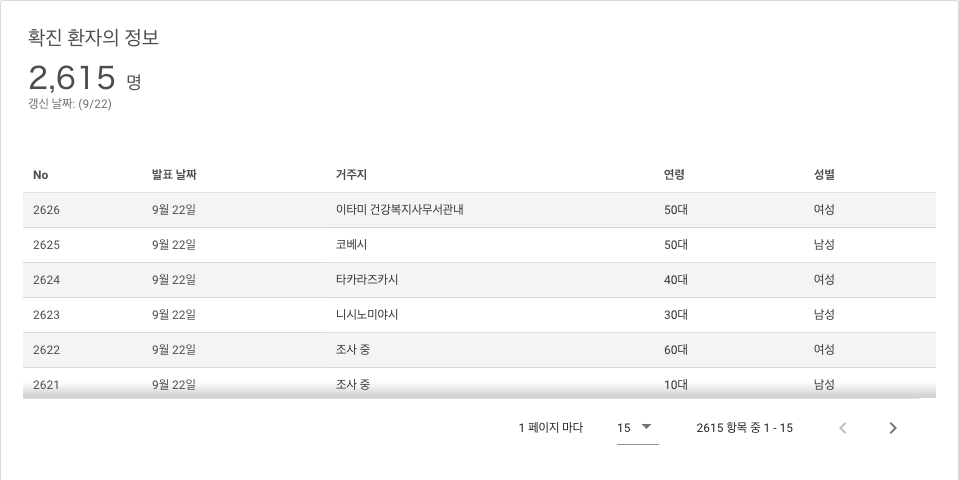 확진 환자의 정보
2,615 명
갱신 날짜: (9/22)
No 발표 날짜 거주지 연령 성별
2626 9월 22일 이타미 건강복지사무서관내 50대 여성
2625 9월 22일 코베시 50대 남성
2624 9월 22일 타카라즈카시 40대 여성
2623 9월 22일 니시노미야시 30대 남성
2622 9월 22일 조사 중 60대 여성
2621 9월 22일 조사 중 10대 남성
1 페이지 마다 15 2615 항목 중 1 - 15